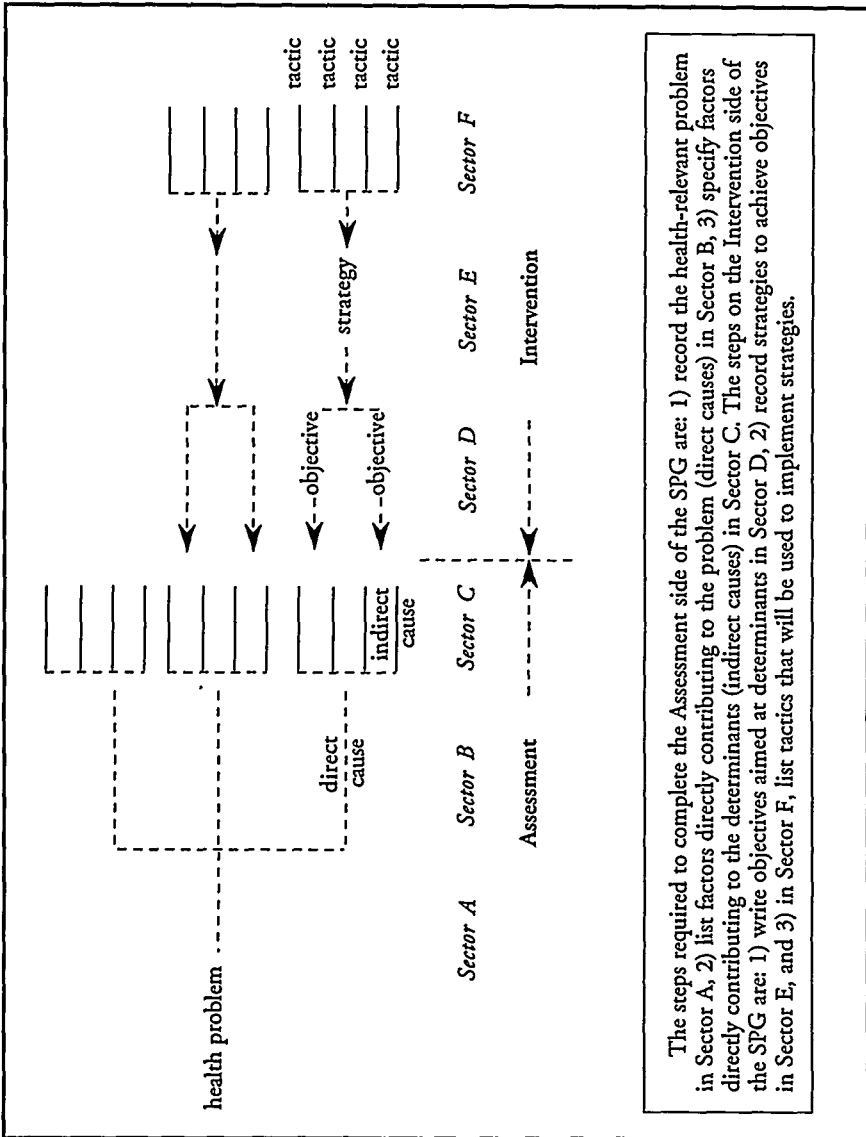 health problem
direct
cause
indirect
cause
objective
objective
strategy
tactic
tactic
tactic
tactic
Sector A
Sector B
Sector C
Sector D
Sector E
Sector F
Assessment
Intervention
The steps required to complete the Assessment side of the SPG are: 1) record the health-relevant problem
in Sector A, 2) list factors directly contributing to the problem (direct causes) in Sector B, 3) specify factors
directly contributing to the determinants (indirect causes) in Sector C. The steps on the Intervention side of
the SPG are: 1) write objectives aimed at determinants in Sector D, 2) record strategies to achieve objectives
in Sector E, and 3) in Sector F, list tactics that will be used to implement strategies.